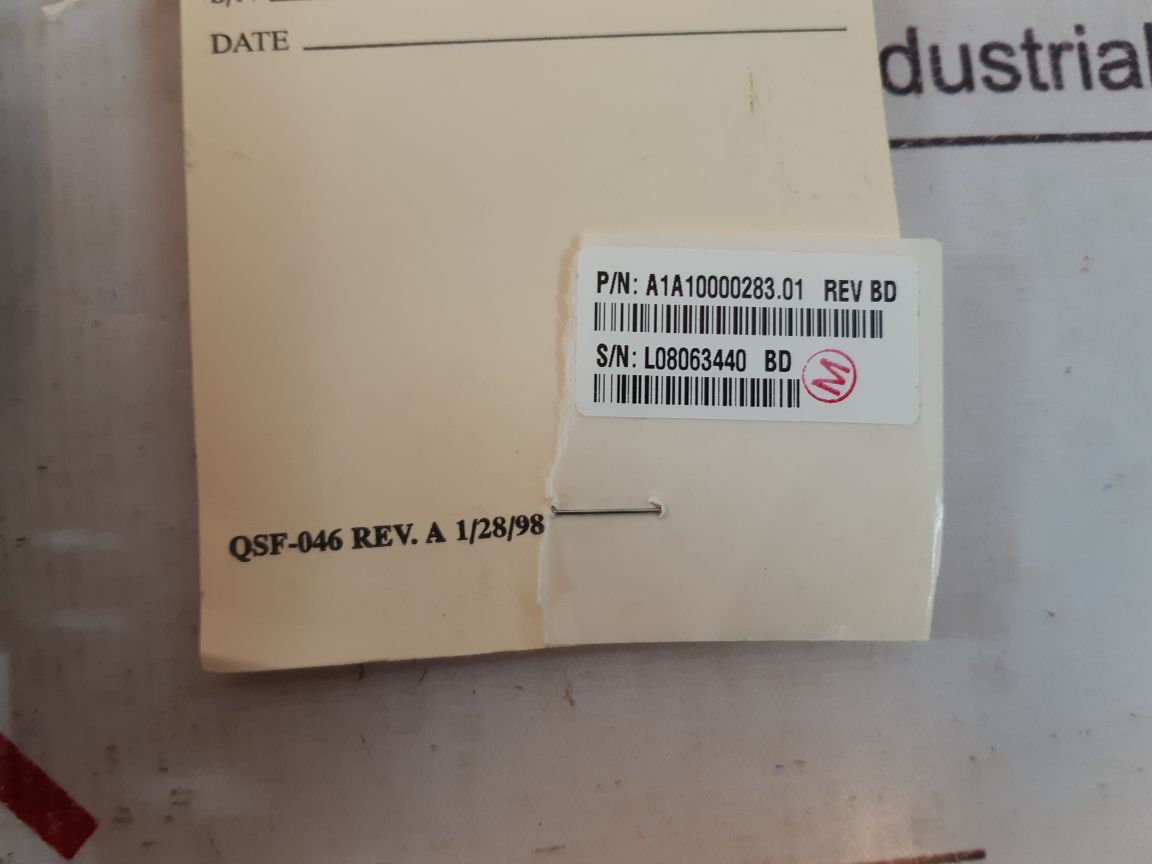 S/N
DATE
dustrial
P/N: A1A10000283.01 REV BD
S/N: L08063440 BD
M
QSF-046 REV. A 1/28/98